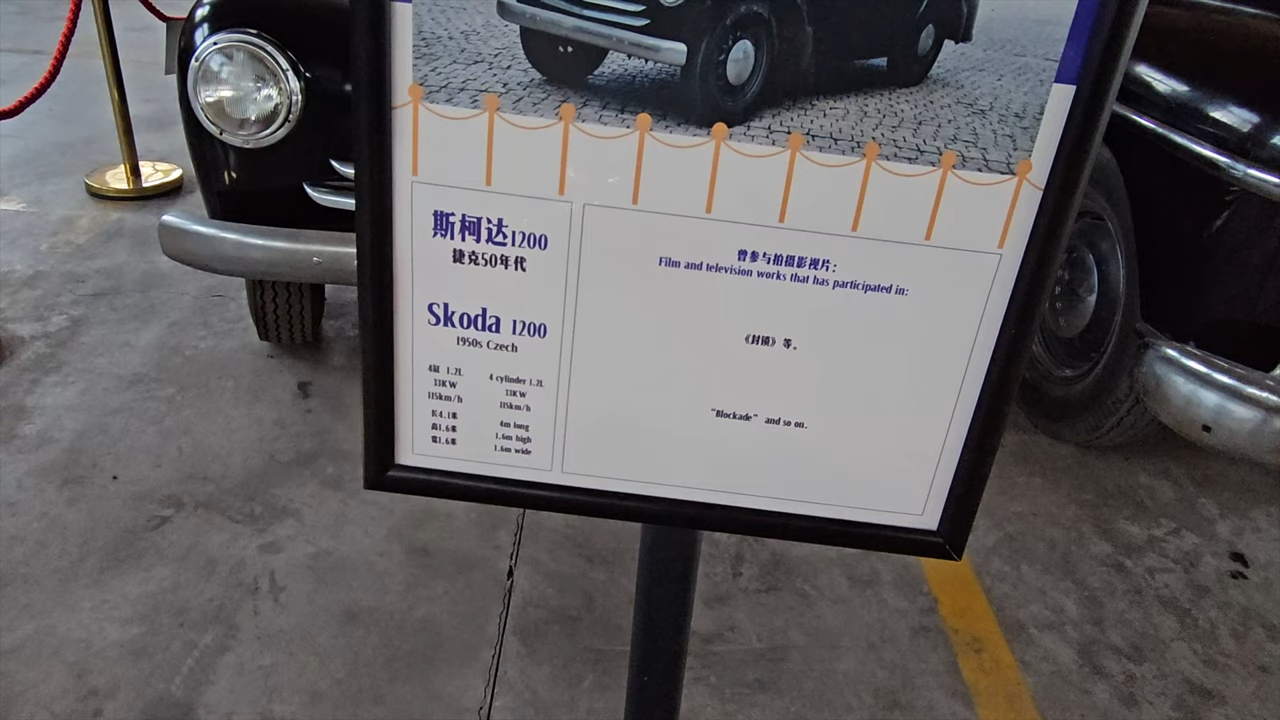 斯柯达1200
捷克50年代
Skoda 1200
1950s Czech
4缸 1.2L
33KW
115km/h
长4.1米
高1.6米
宽1.6米
4 cylinder 1.2L
33KW
115km/h
4m long
1.6m high
1.6m wide
曾参与拍摄影视片：
Film and television works that has participated in:
《封锁》等。
“Blockade” and so on.